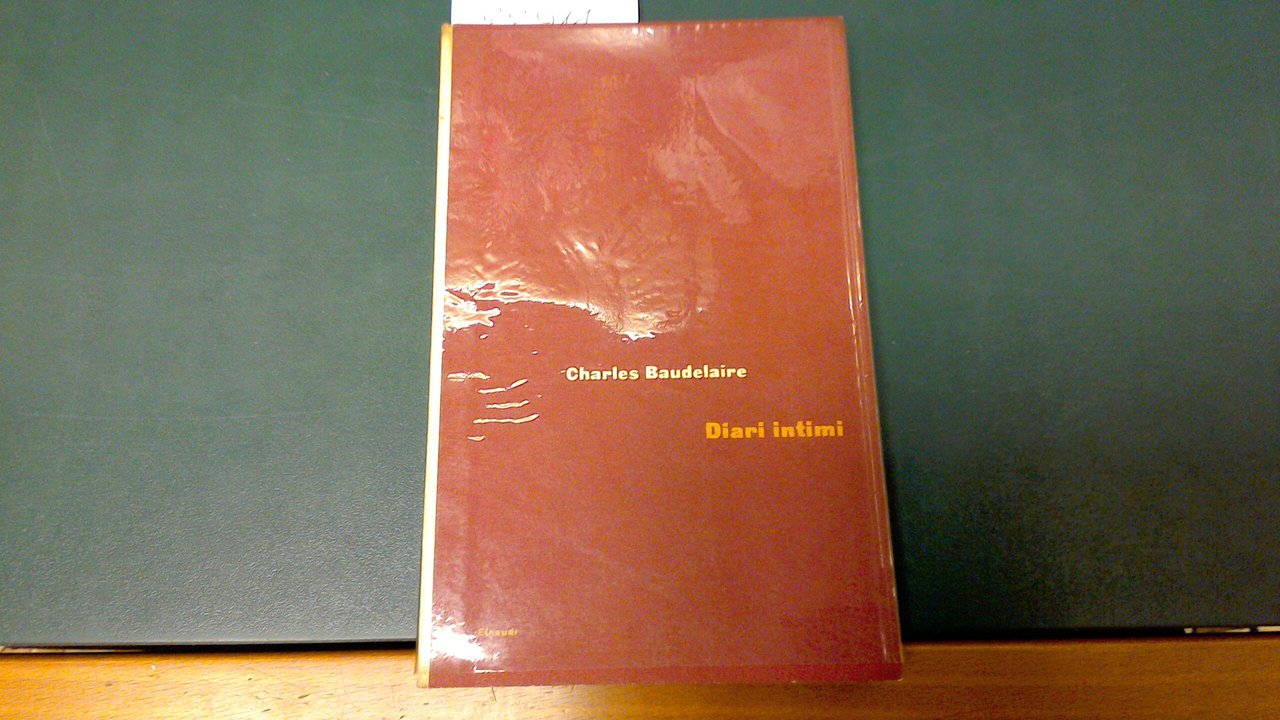 Charles Baudelaire
Diari intimi
Einaudi